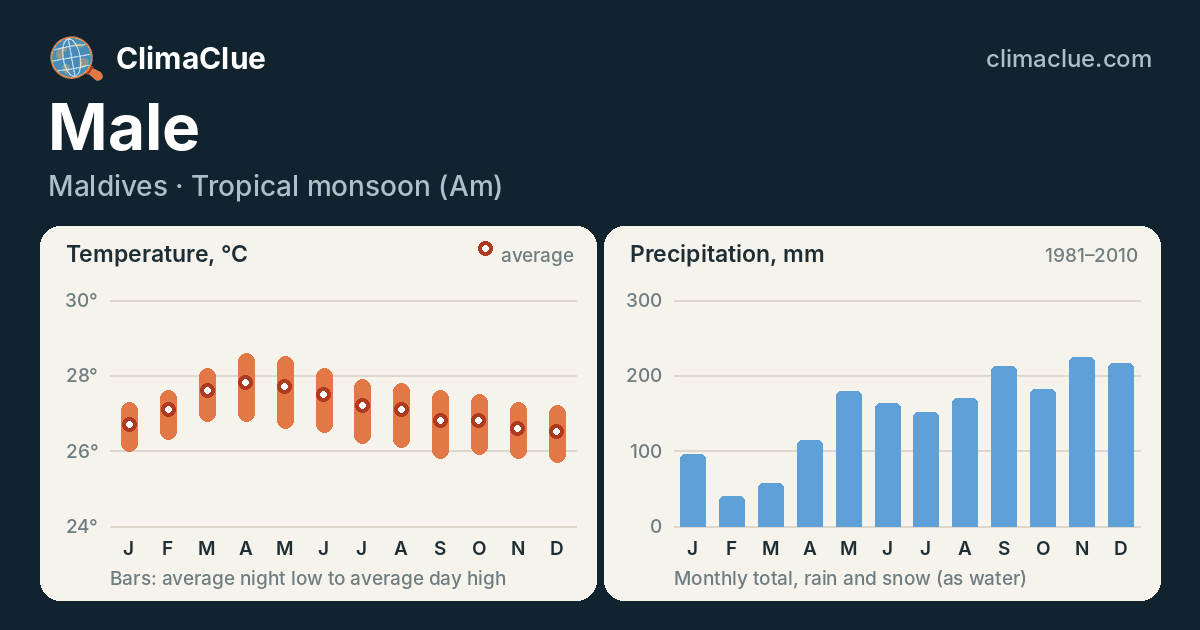 ClimaClue
climaclue.com
Male
Maldives · Tropical monsoon (Am)
Temperature, °C
average
30°
28°
26°
24°
J F M A M J J A S O N D
Bars: average night low to average day high
Precipitation, mm
1981–2010
300
200
100
0
J F M A M J J A S O N D
Monthly total, rain and snow (as water)